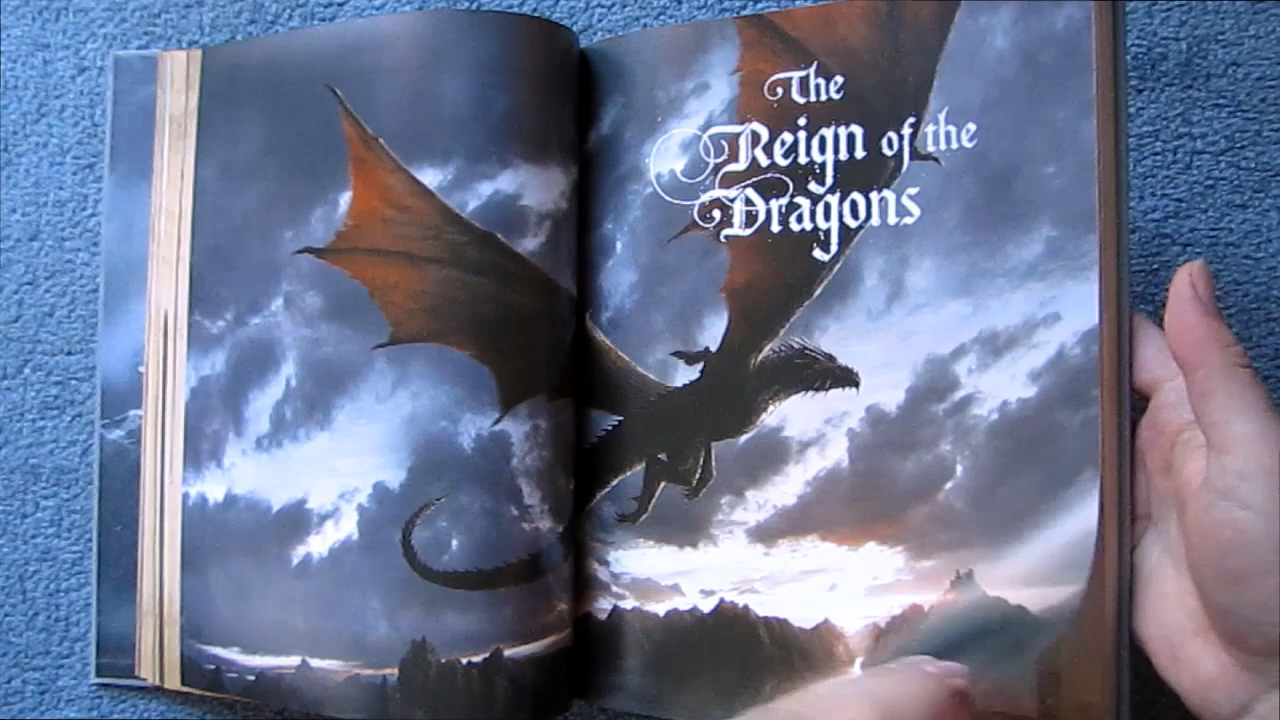 The
Reign of the
Dragons